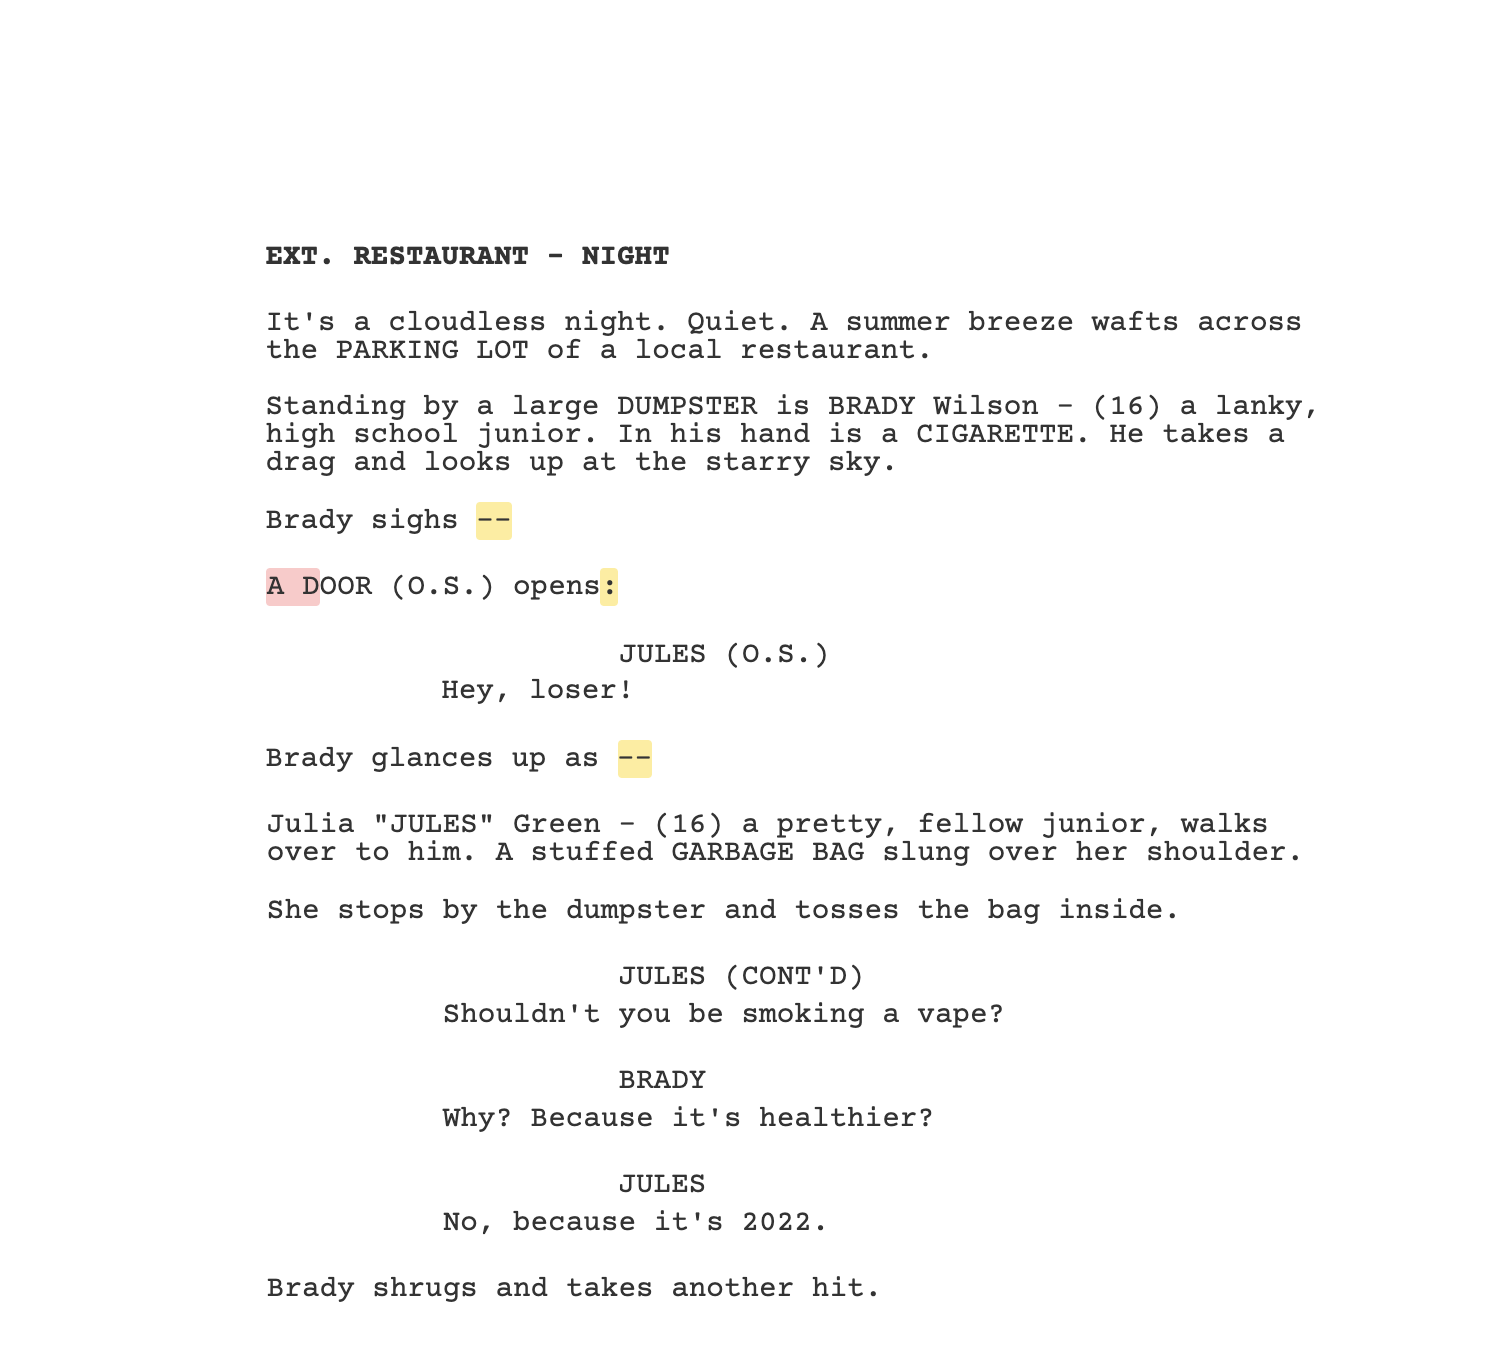 EXT. RESTAURANT - NIGHT
It's a cloudless night. Quiet. A summer breeze wafts across
the PARKING LOT of a local restaurant.
Standing by a large DUMPSTER is BRADY Wilson - (16) a lanky,
high school junior. In his hand is a CIGARETTE. He takes a
drag and looks up at the starry sky.
Brady sighs --
A DOOR (O.S.) opens:
JULES (O.S.)
Hey, loser!
Brady glances up as --
Julia "JULES" Green - (16) a pretty, fellow junior, walks
over to him. A stuffed GARBAGE BAG slung over her shoulder.
She stops by the dumpster and tosses the bag inside.
JULES (CONT'D)
Shouldn't you be smoking a vape?
BRADY
Why? Because it's healthier?
JULES
No, because it's 2022.
Brady shrugs and takes another hit.